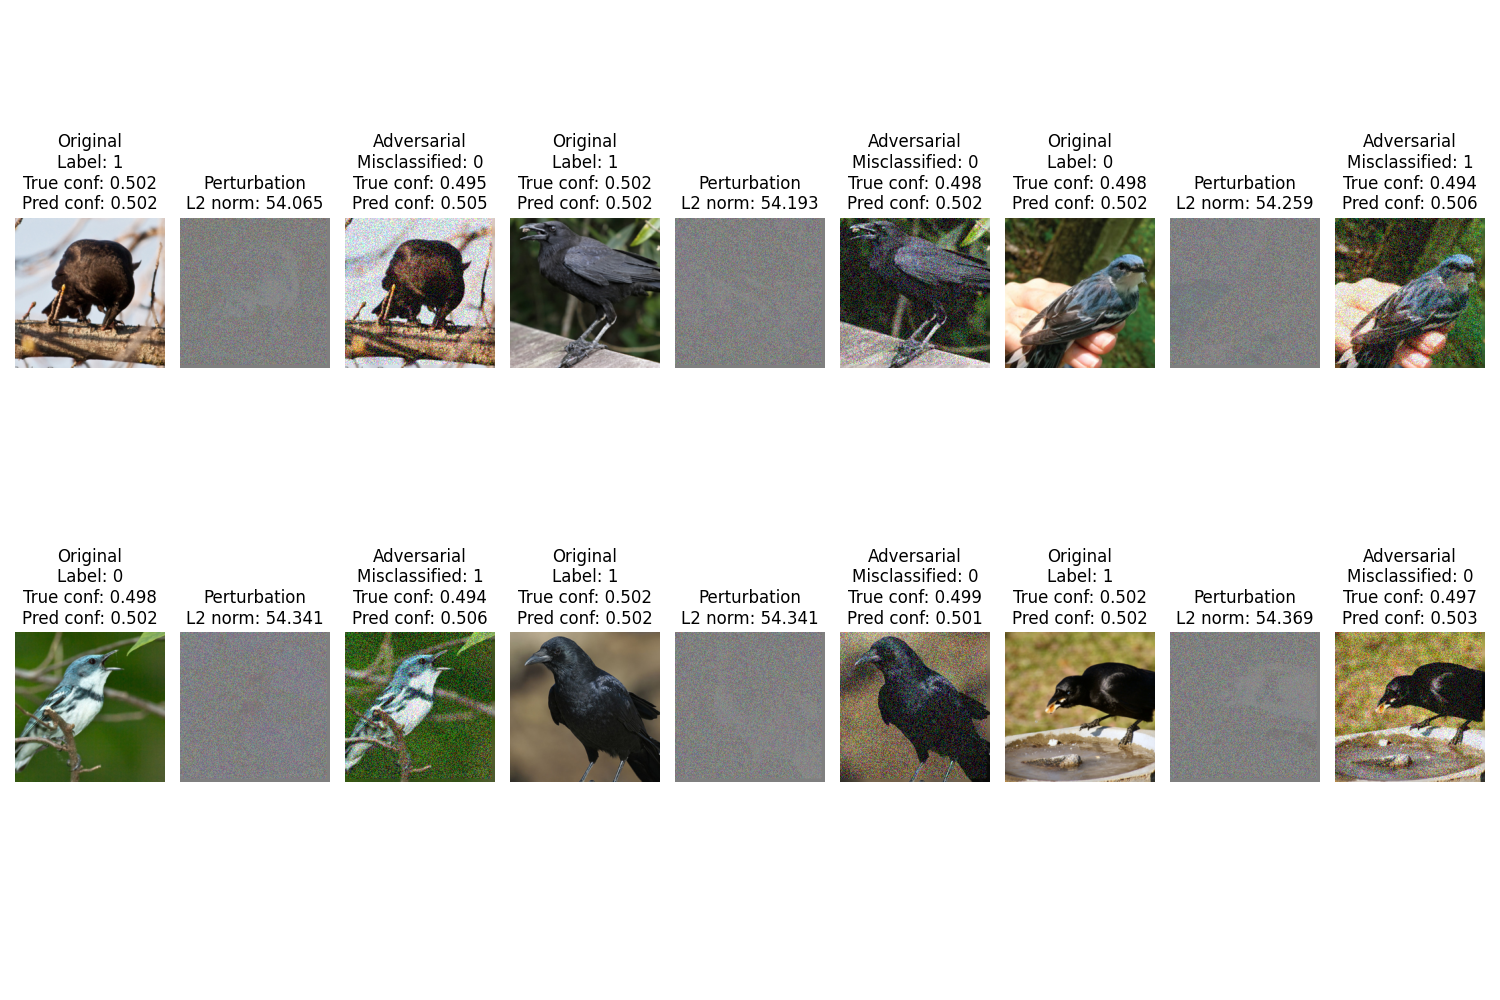 Original
Label: 1
True conf: 0.502
Pred conf: 0.502
Perturbation
L2 norm: 54.065
Adversarial
Misclassified: 0
True conf: 0.495
Pred conf: 0.505
Original
Label: 1
True conf: 0.502
Pred conf: 0.502
Perturbation
L2 norm: 54.193
Adversarial
Misclassified: 0
True conf: 0.498
Pred conf: 0.502
Original
Label: 0
True conf: 0.498
Pred conf: 0.502
Perturbation
L2 norm: 54.259
Adversarial
Misclassified: 1
True conf: 0.494
Pred conf: 0.506
Original
Label: 0
True conf: 0.498
Pred conf: 0.502
Perturbation
L2 norm: 54.341
Adversarial
Misclassified: 1
True conf: 0.494
Pred conf: 0.506
Original
Label: 1
True conf: 0.502
Pred conf: 0.502
Perturbation
L2 norm: 54.341
Adversarial
Misclassified: 0
True conf: 0.499
Pred conf: 0.501
Original
Label: 1
True conf: 0.502
Pred conf: 0.502
Perturbation
L2 norm: 54.369
Adversarial
Misclassified: 0
True conf: 0.497
Pred conf: 0.503